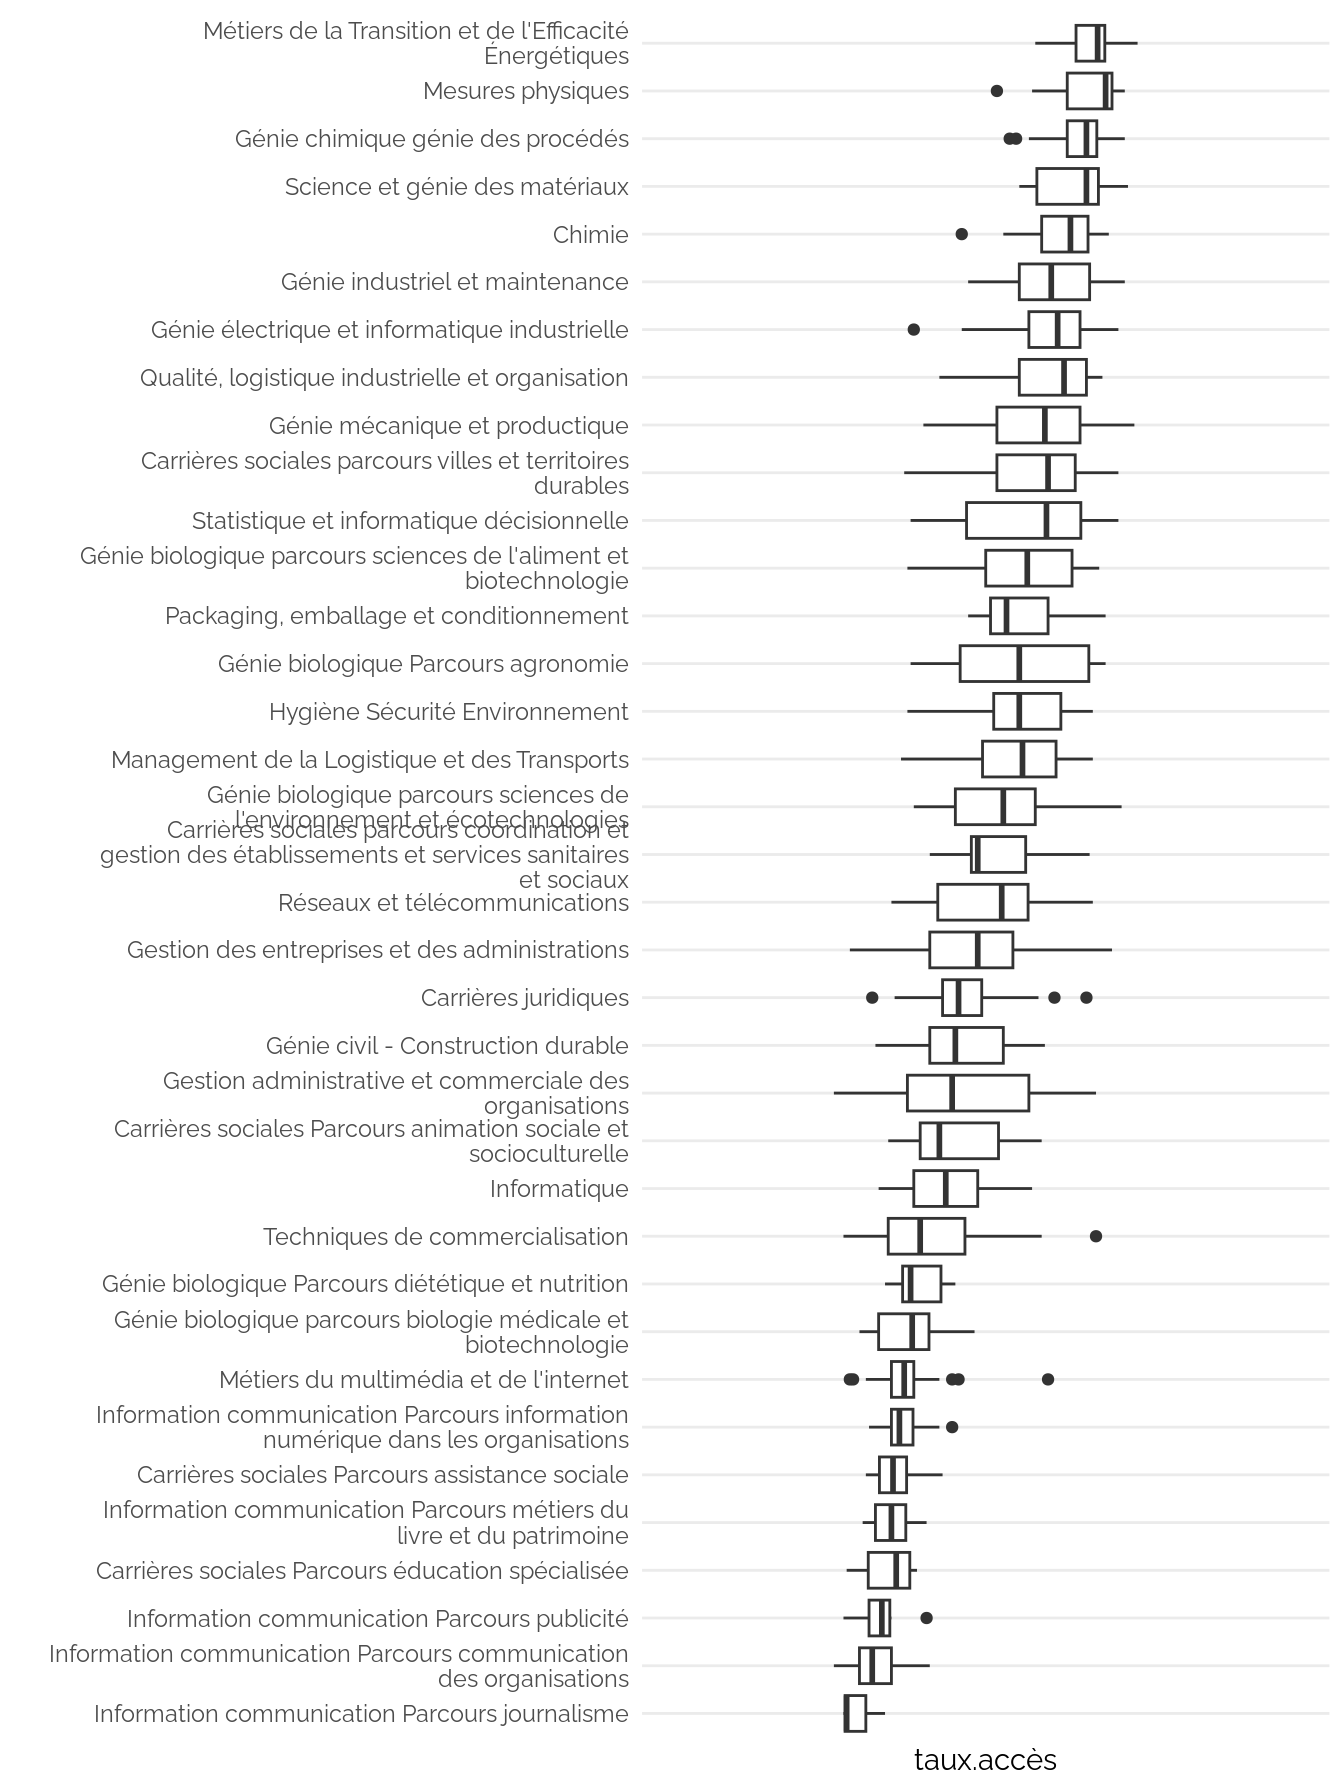 Métiers de la Transition et de l'Efficacité
Énergétiques
Mesures physiques
Génie chimique génie des procédés
Science et génie des matériaux
Chimie
Génie industriel et maintenance
Génie électrique et informatique industrielle
Qualité, logistique industrielle et organisation
Génie mécanique et productique
Carrières sociales parcours villes et territoires
durables
Statistique et informatique décisionnelle
Génie biologique parcours sciences de l'aliment et
biotechnologie
Packaging, emballage et conditionnement
Génie biologique Parcours agronomie
Hygiène Sécurité Environnement
Management de la Logistique et des Transports
Génie biologique parcours sciences de
l'environnement et écotechnologies
Carrières sociales parcours coordination et
gestion des établissements et services sanitaires
et sociaux
Réseaux et télécommunications
Gestion des entreprises et des administrations
Carrières juridiques
Génie civil - Construction durable
Gestion administrative et commerciale des
organisations
Carrières sociales Parcours animation sociale et
socioculturelle
Informatique
Techniques de commercialisation
Génie biologique Parcours diététique et nutrition
Génie biologique parcours biologie médicale et
biotechnologie
Métiers du multimédia et de l'internet
Information communication Parcours information
numérique dans les organisations
Carrières sociales Parcours assistance sociale
Information communication Parcours métiers du
livre et du patrimoine
Carrières sociales Parcours éducation spécialisée
Information communication Parcours publicité
Information communication Parcours communication
des organisations
Information communication Parcours journalisme
taux.accès